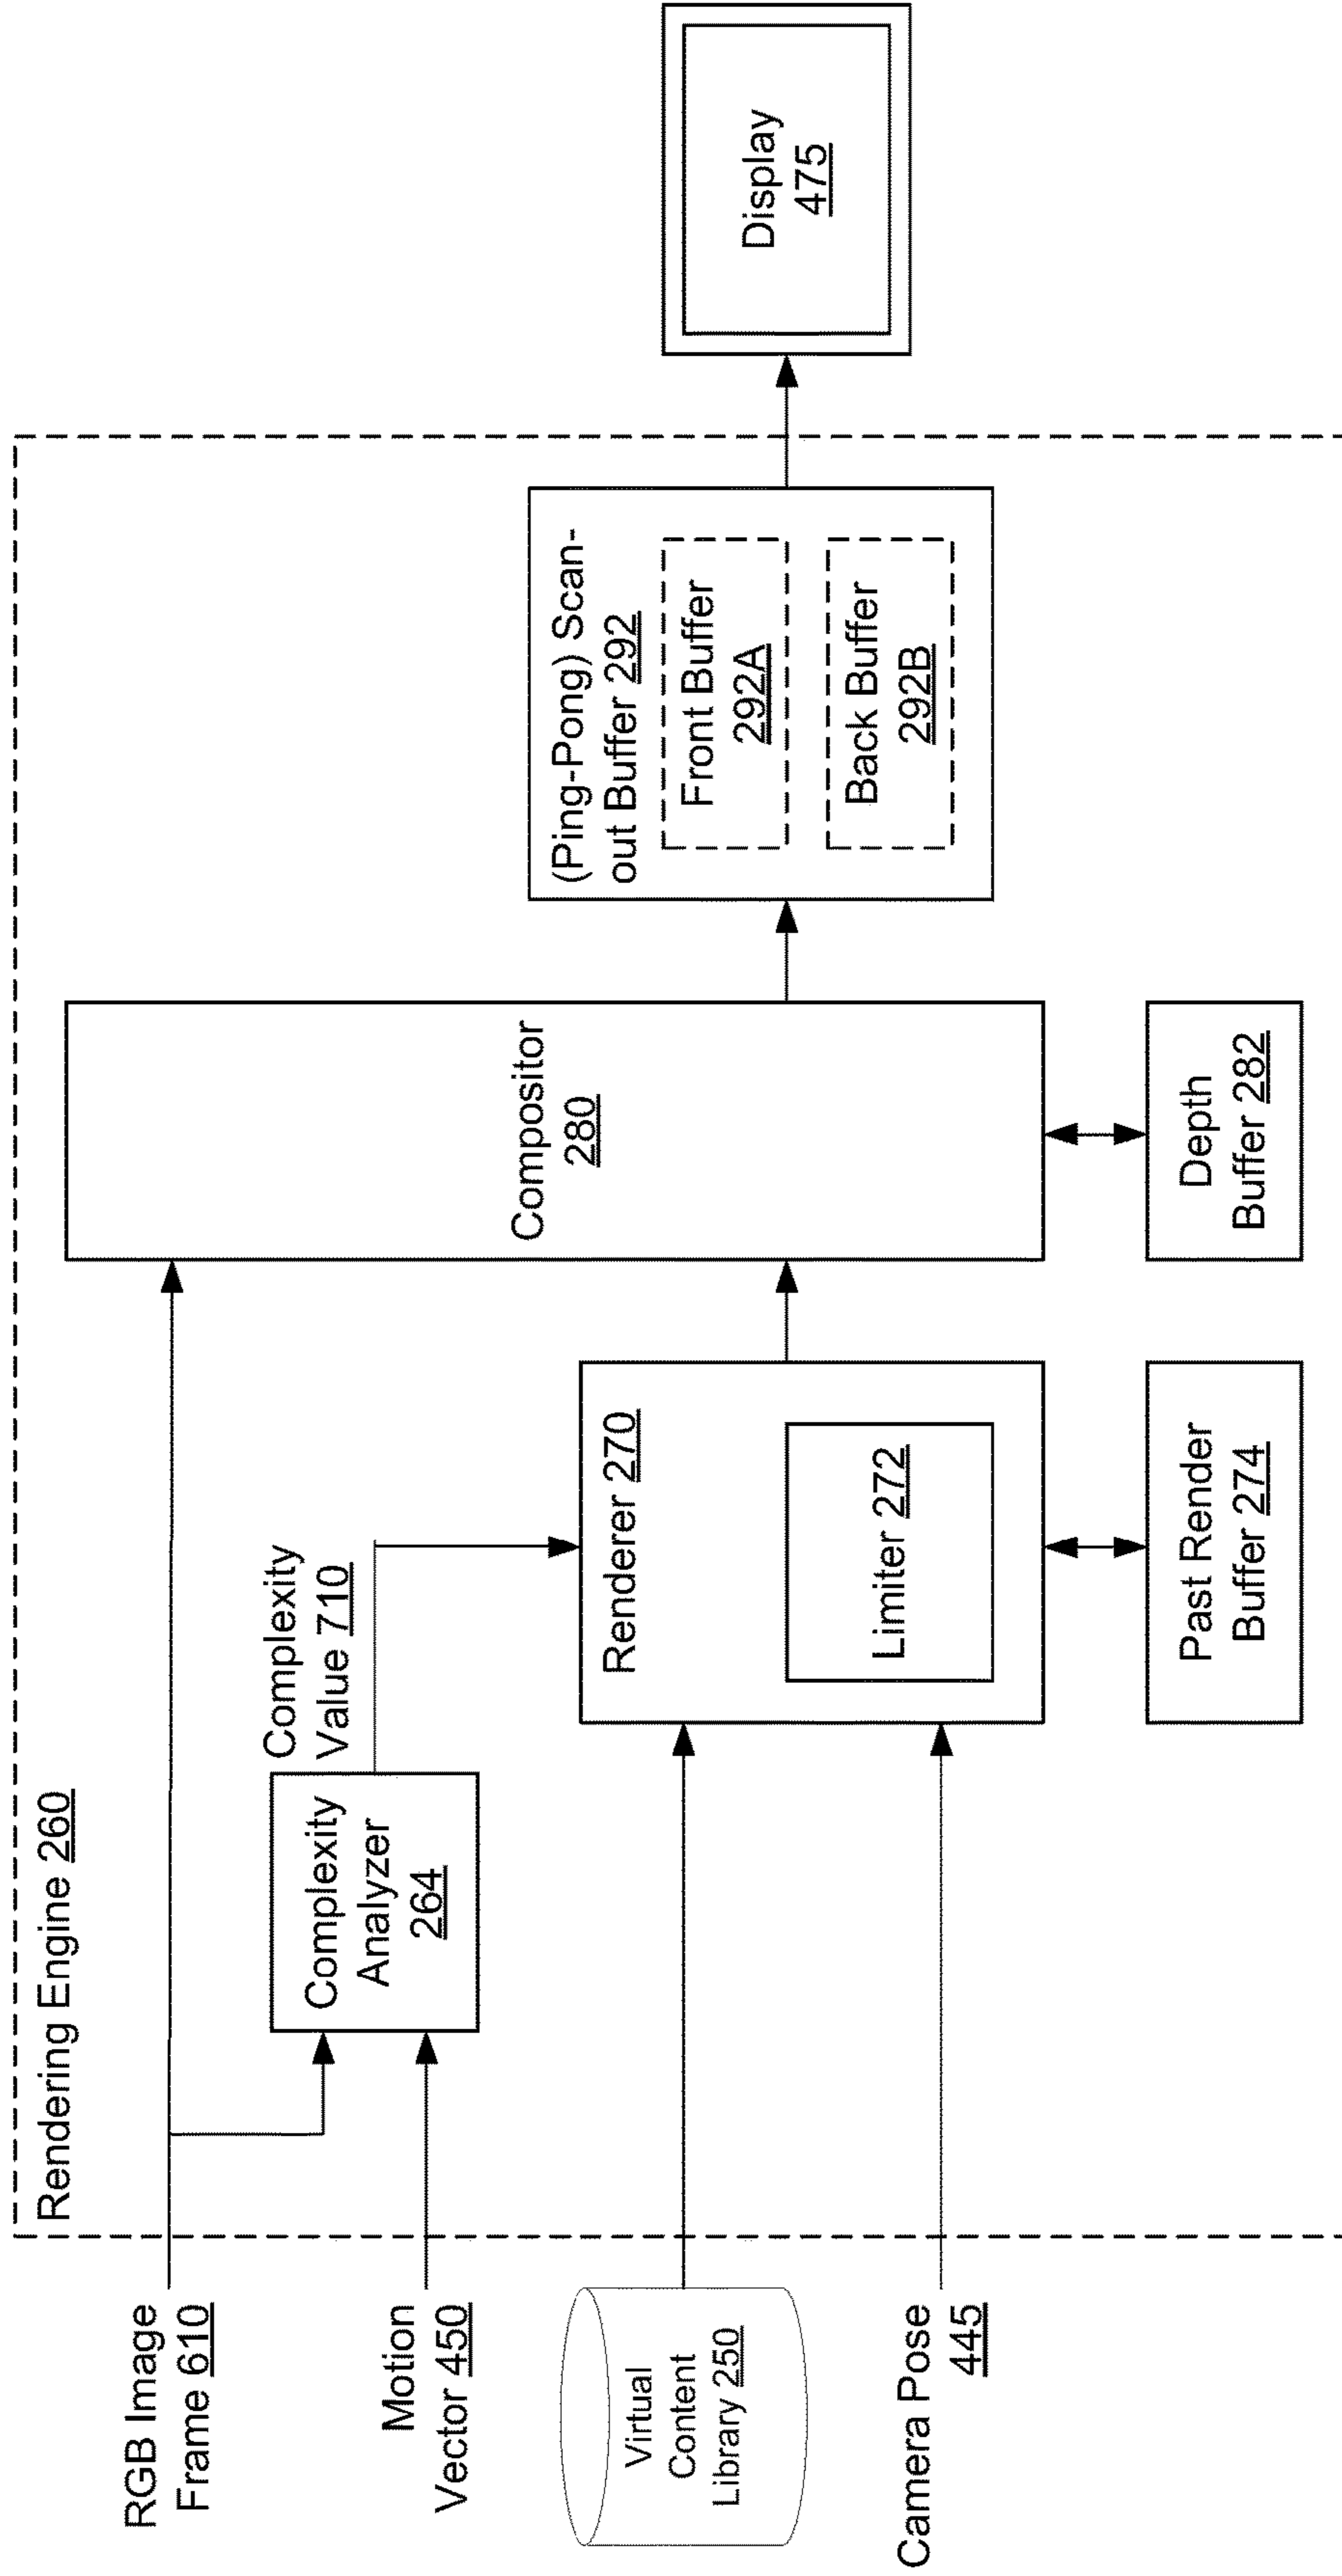 Rendering Engine 260
RGB Image
Frame 610
Motion
Vector 450
Virtual
Content
Library 250
Camera Pose
445
Complexity
Analyzer
264
Complexity
Value 710
Renderer 270
Limiter 272
Past Render
Buffer 274
Compositor
280
Depth
Buffer 282
(Ping-Pong) Scan-
out Buffer 292
Front Buffer
292A
Back Buffer
292B
Display
475